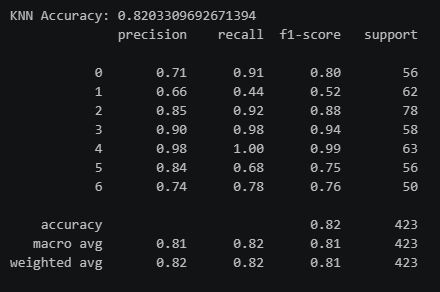 KNN Accuracy: 0.8203309692671394
precision recall f1-score support
0 0.71 0.91 0.80 56
1 0.66 0.44 0.52 62
2 0.85 0.92 0.88 78
3 0.90 0.98 0.94 58
4 0.98 1.00 0.99 63
5 0.84 0.68 0.75 56
6 0.74 0.78 0.76 50
accuracy 0.82 423
macro avg 0.81 0.82 0.81 423
weighted avg 0.82 0.82 0.81 423